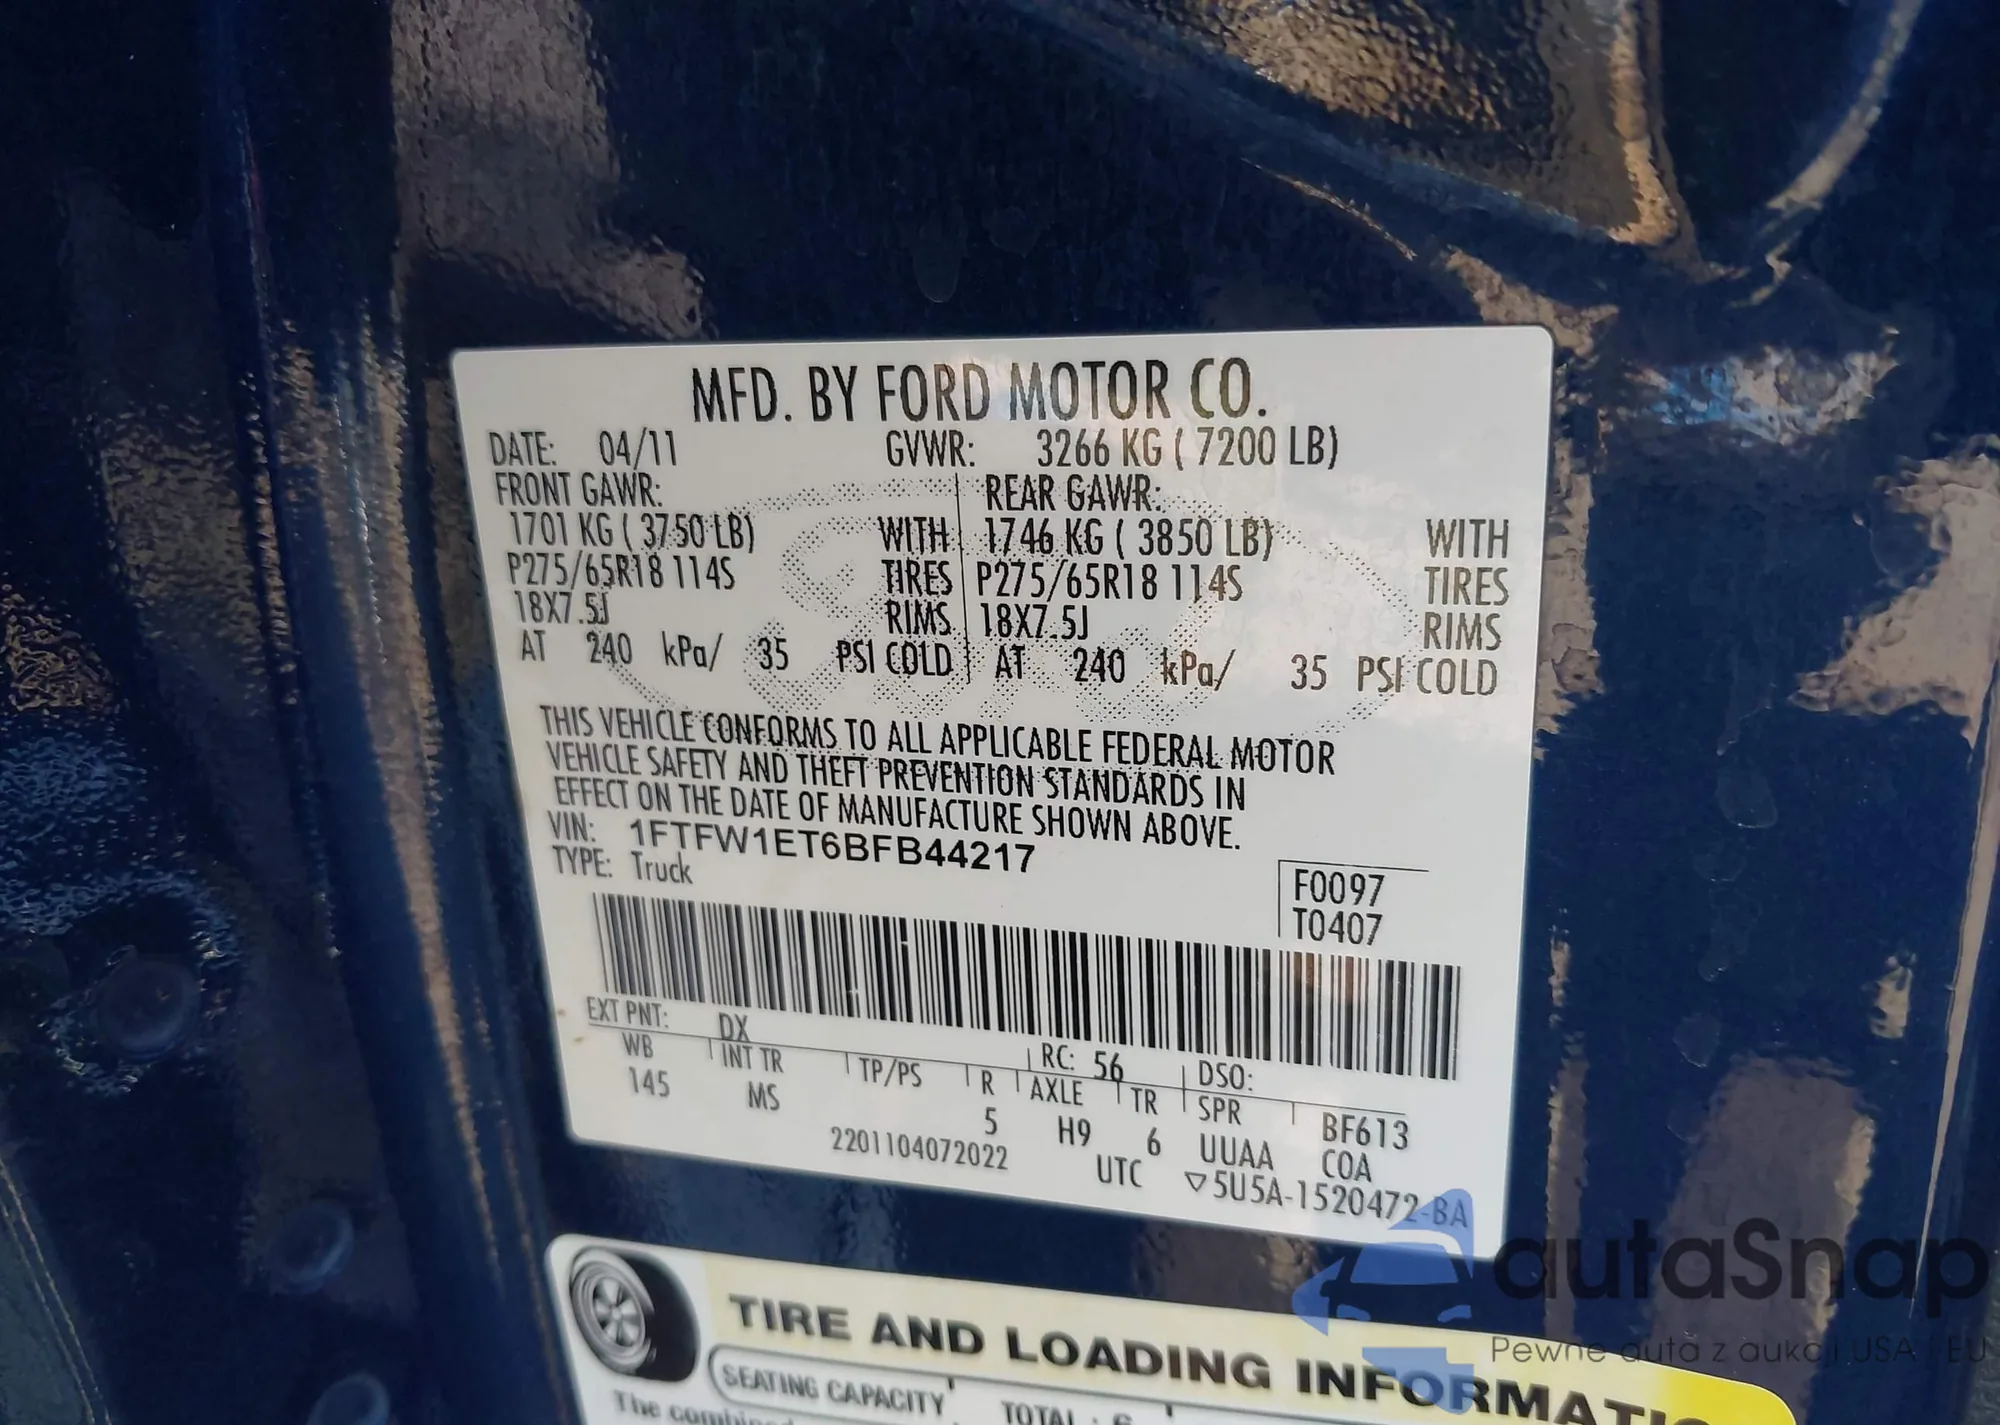 MFD. BY FORD MOTOR CO.
DATE: 04/11 GVWR: 3266 KG ( 7200 LB)
FRONT GAWR: REAR GAWR:
1701 KG ( 3750 LB) WITH 1746 KG ( 3850 LB) WITH
P275/65R18 114S TIRES P275/65R18 114S TIRES
18X7.5J RIMS 18X7.5J RIMS
AT 240 kPa/ 35 PSI COLD AT 240 kPa/ 35 PSI COLD
THIS VEHICLE CONFORMS TO ALL APPLICABLE FEDERAL MOTOR
VEHICLE SAFETY AND THEFT PREVENTION STANDARDS IN
EFFECT ON THE DATE OF MANUFACTURE SHOWN ABOVE.
VIN: 1FTFW1ET6BFB44217
TYPE: Truck
F0097
T0407
EXT PNT: DX RC: 56 DSO:
WB INT TR TP/PS R AXLE TR SPR BF613
145 MS 5 H9 6 UUAA COA
2201104072022 UTC ▽5U5A-1520472-BA
TIRE AND LOADING INFORMATIO
SEATING CAPACITY TOTAL : 6
The combined
autaSnap
Pewne auta z aukcji USA i EU